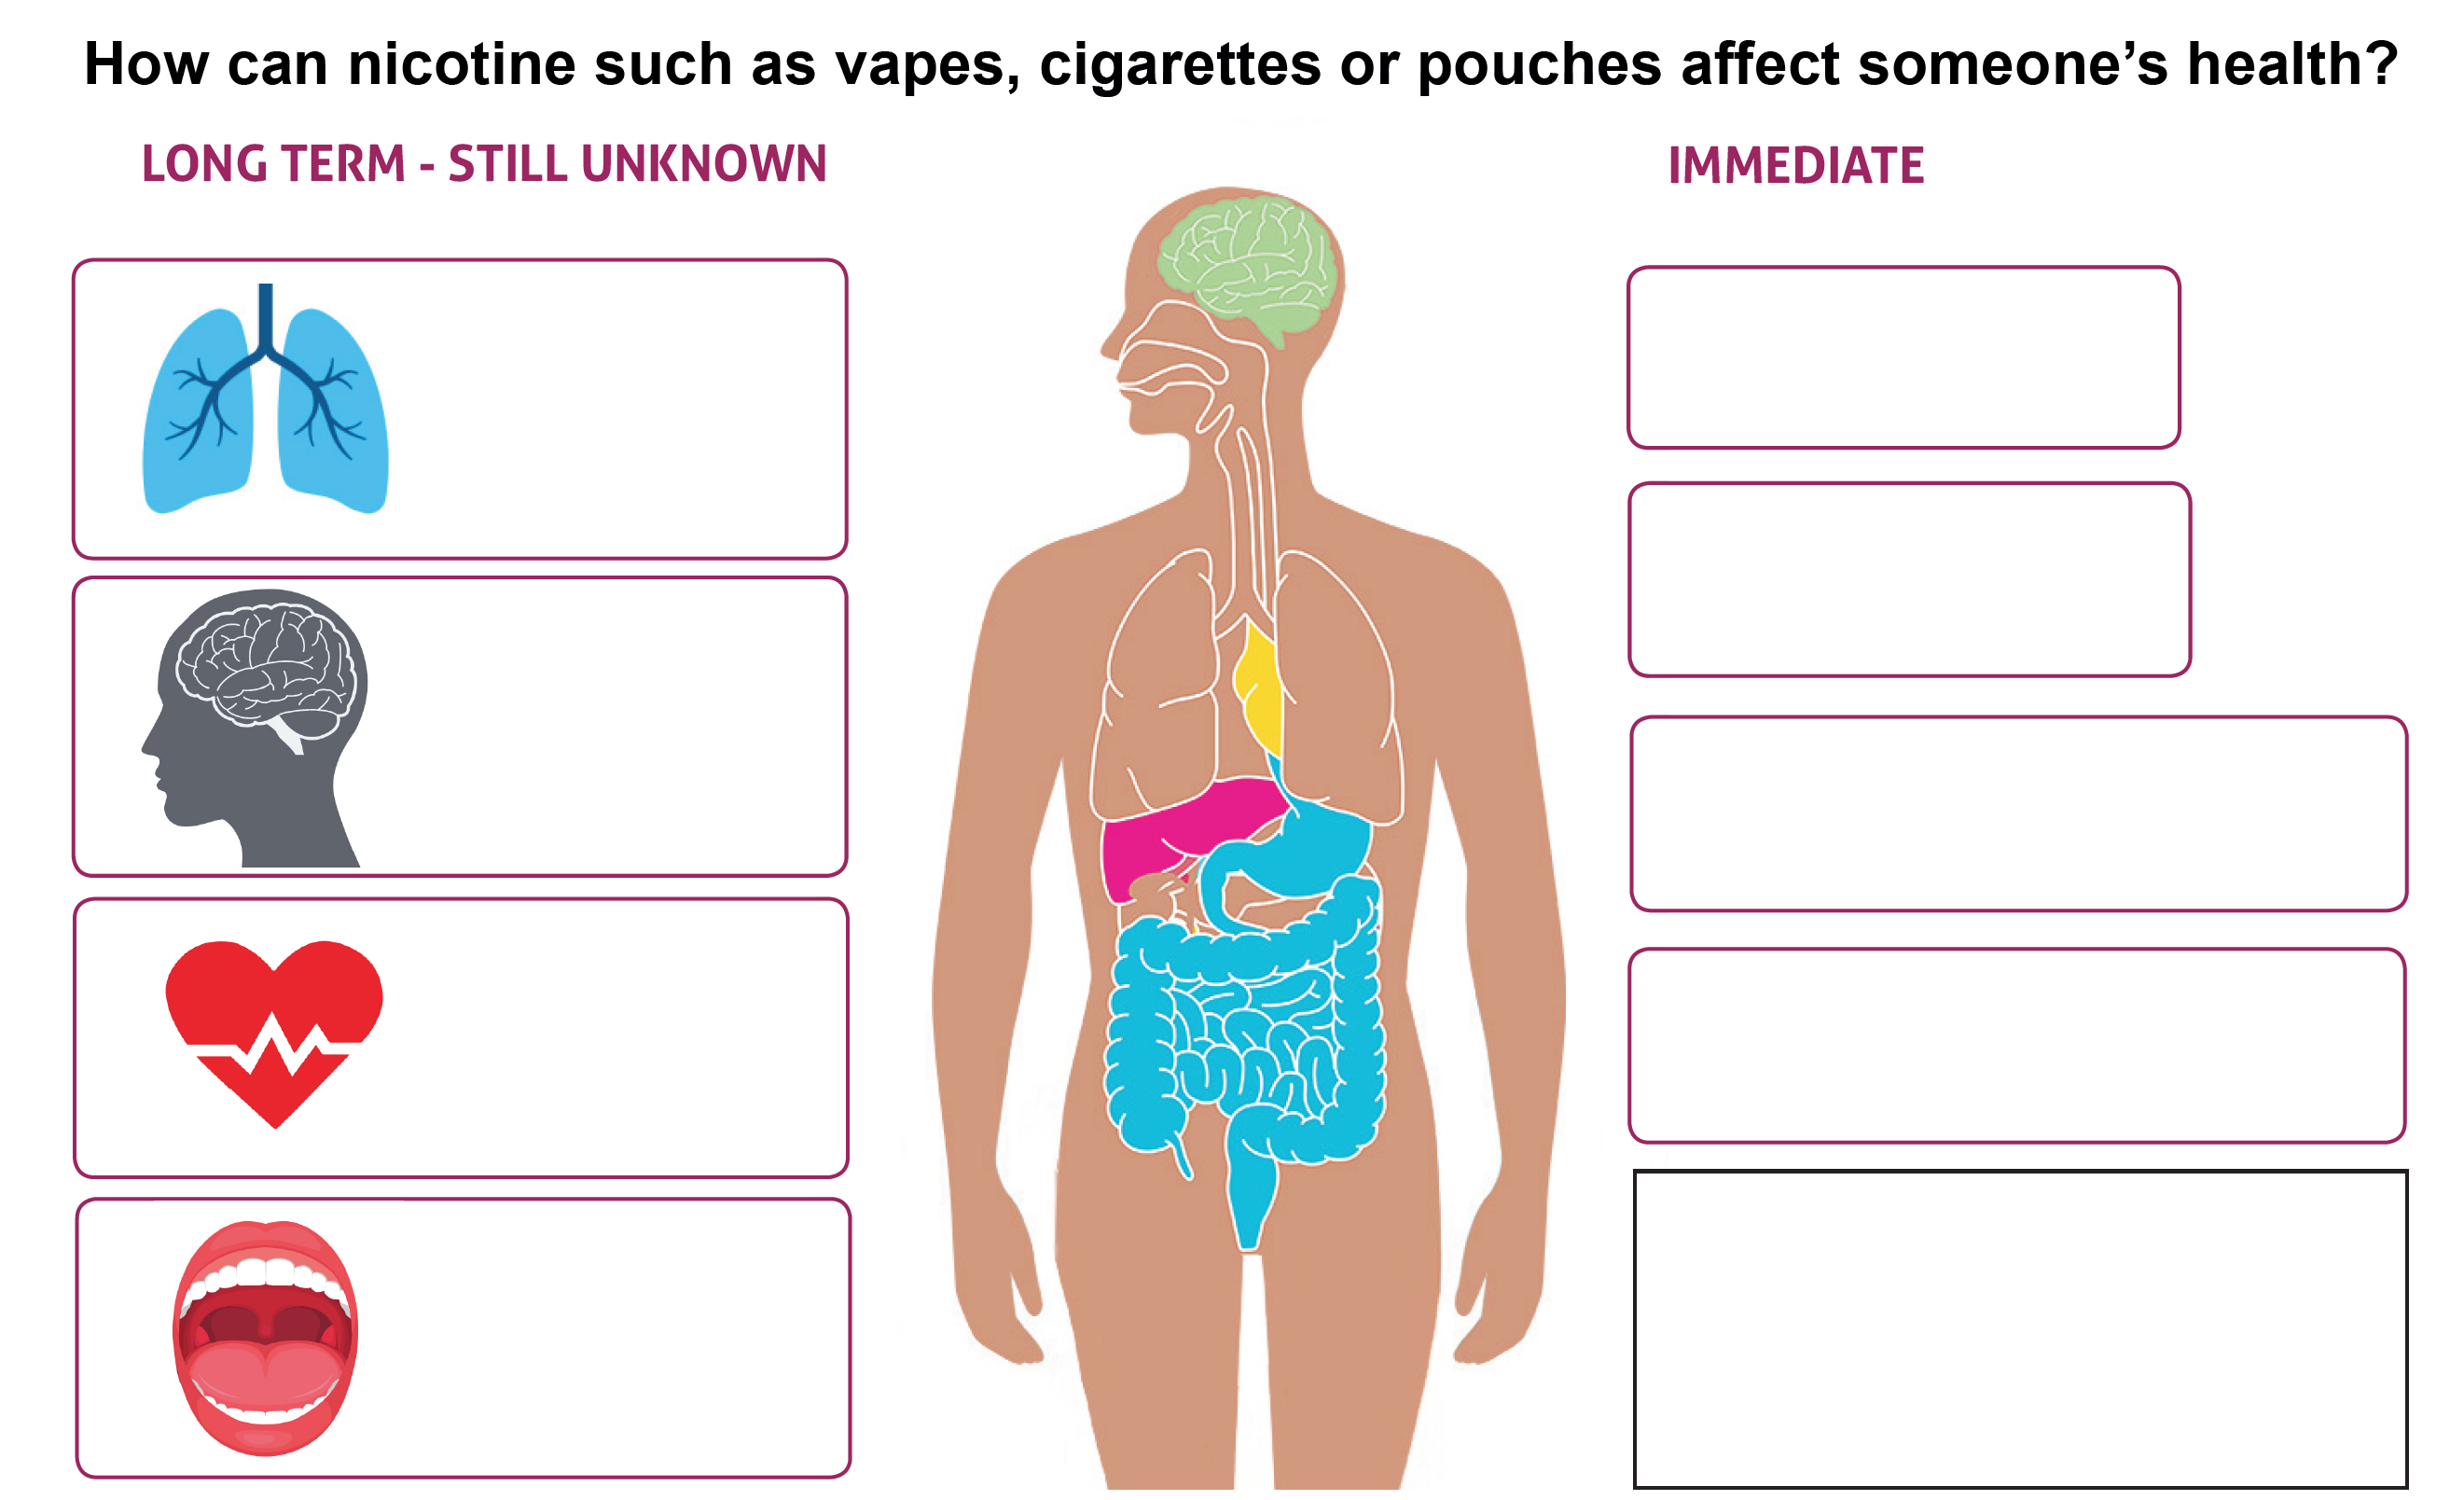 How can nicotine such as vapes, cigarettes or pouches affect someone’s health?
LONG TERM - STILL UNKNOWN
IMMEDIATE